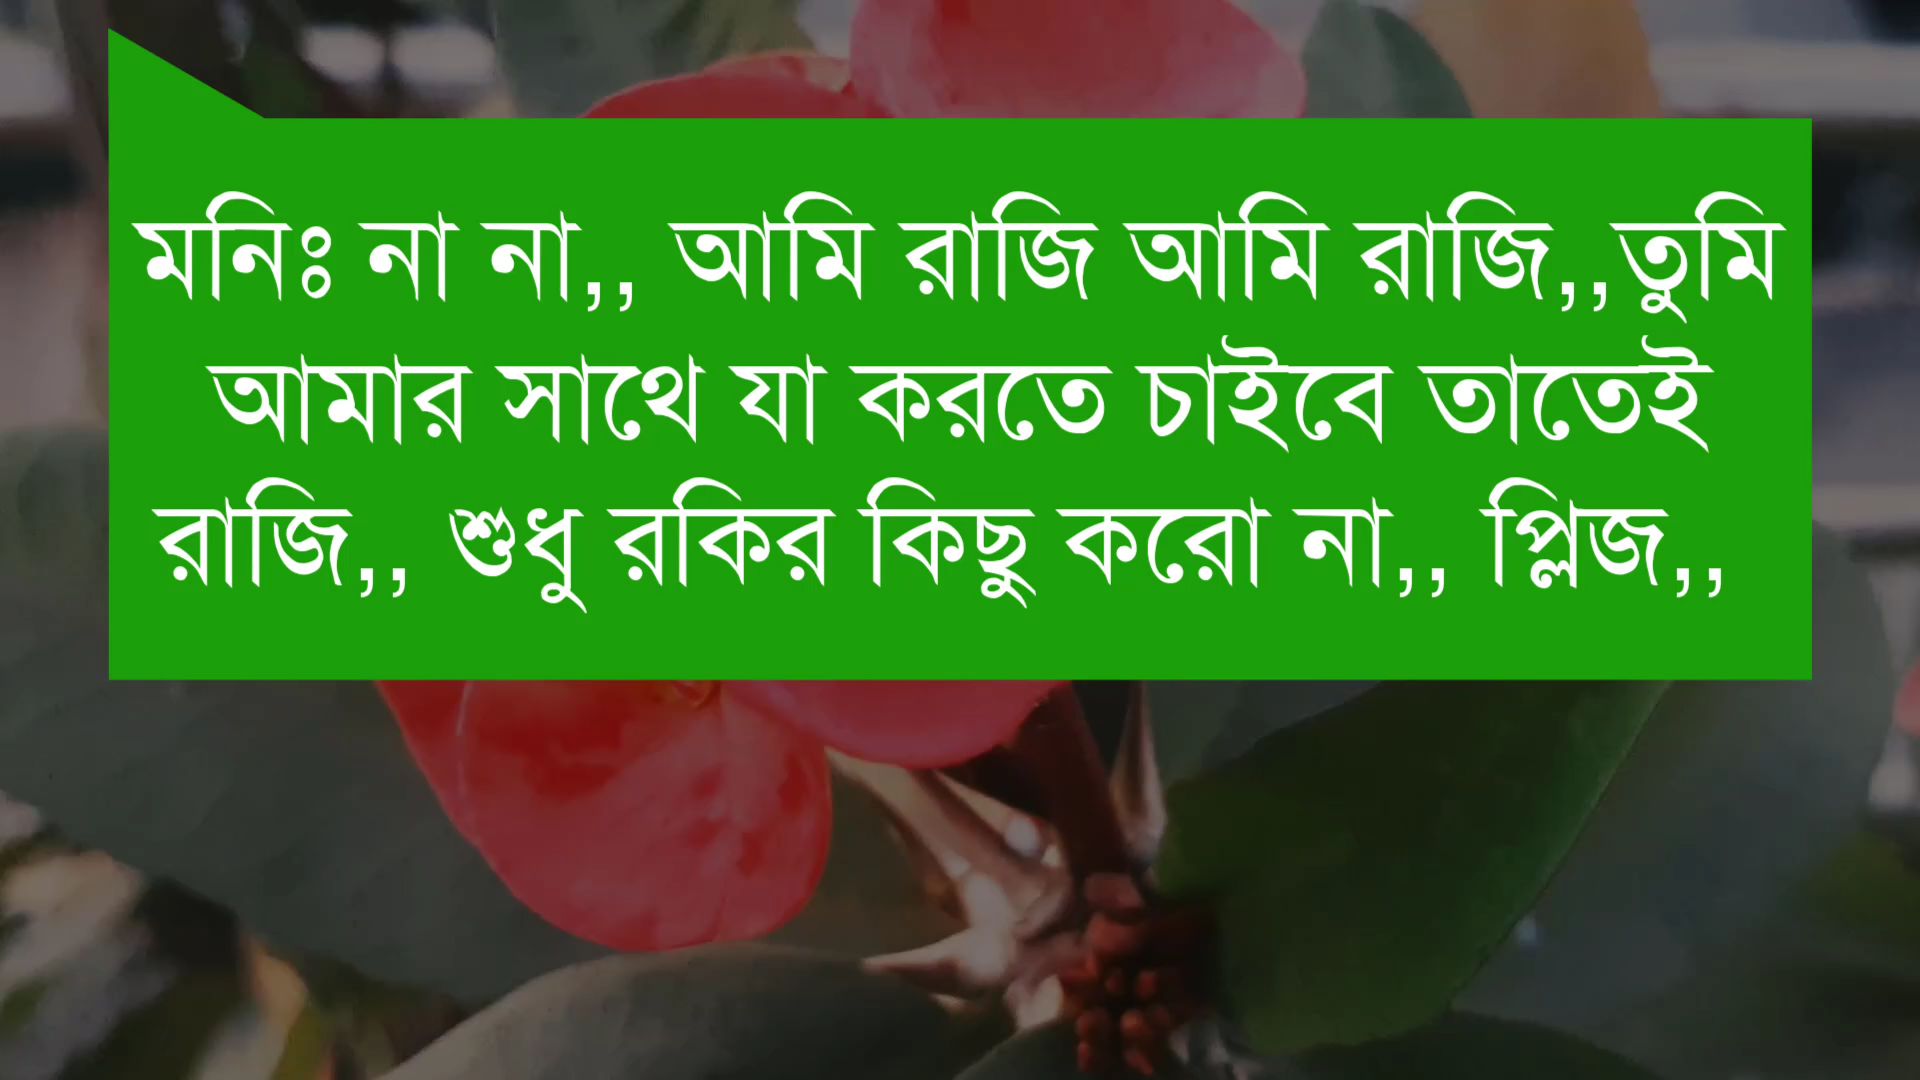 মনিঃ না না,, আমি রাজি আমি রাজি,,তুমি
আমার সাথে যা করতে চাইবে তাতেই
রাজি,, শুধু রকির কিছু করো না,, প্লিজ,,